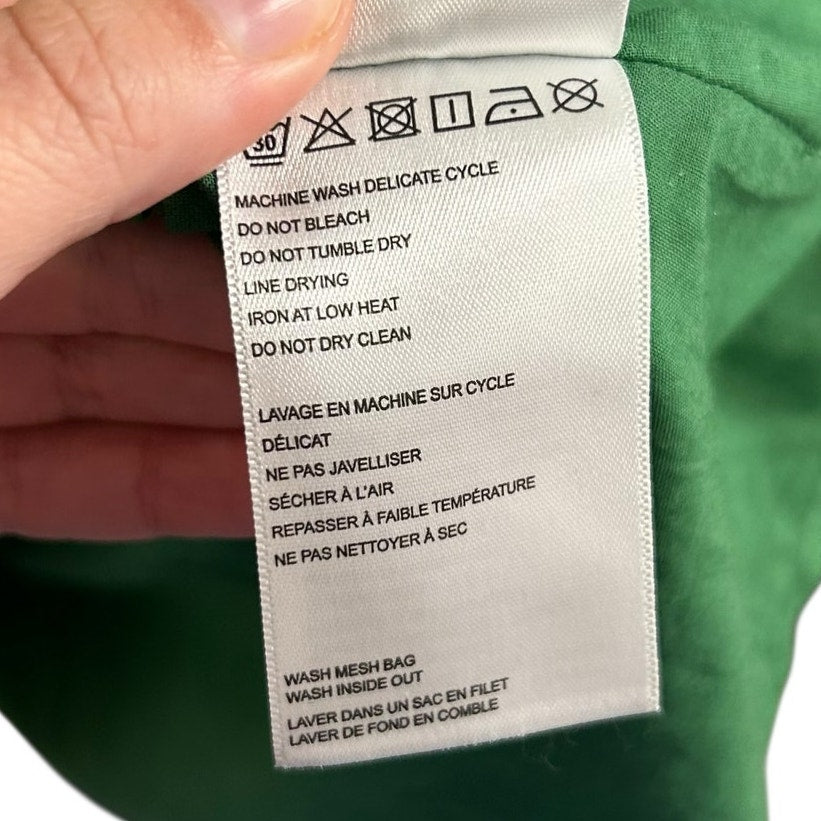 30
MACHINE WASH DELICATE CYCLE
DO NOT BLEACH
DO NOT TUMBLE DRY
LINE DRYING
IRON AT LOW HEAT
DO NOT DRY CLEAN
LAVAGE EN MACHINE SUR CYCLE
DÉLICAT
NE PAS JAVELLISER
SÉCHER À L'AIR
REPASSER À FAIBLE TEMPÉRATURE
NE PAS NETTOYER À SEC
WASH MESH BAG
WASH INSIDE OUT
LAVER DANS UN SAC EN FILET
LAVER DE FOND EN COMBLE